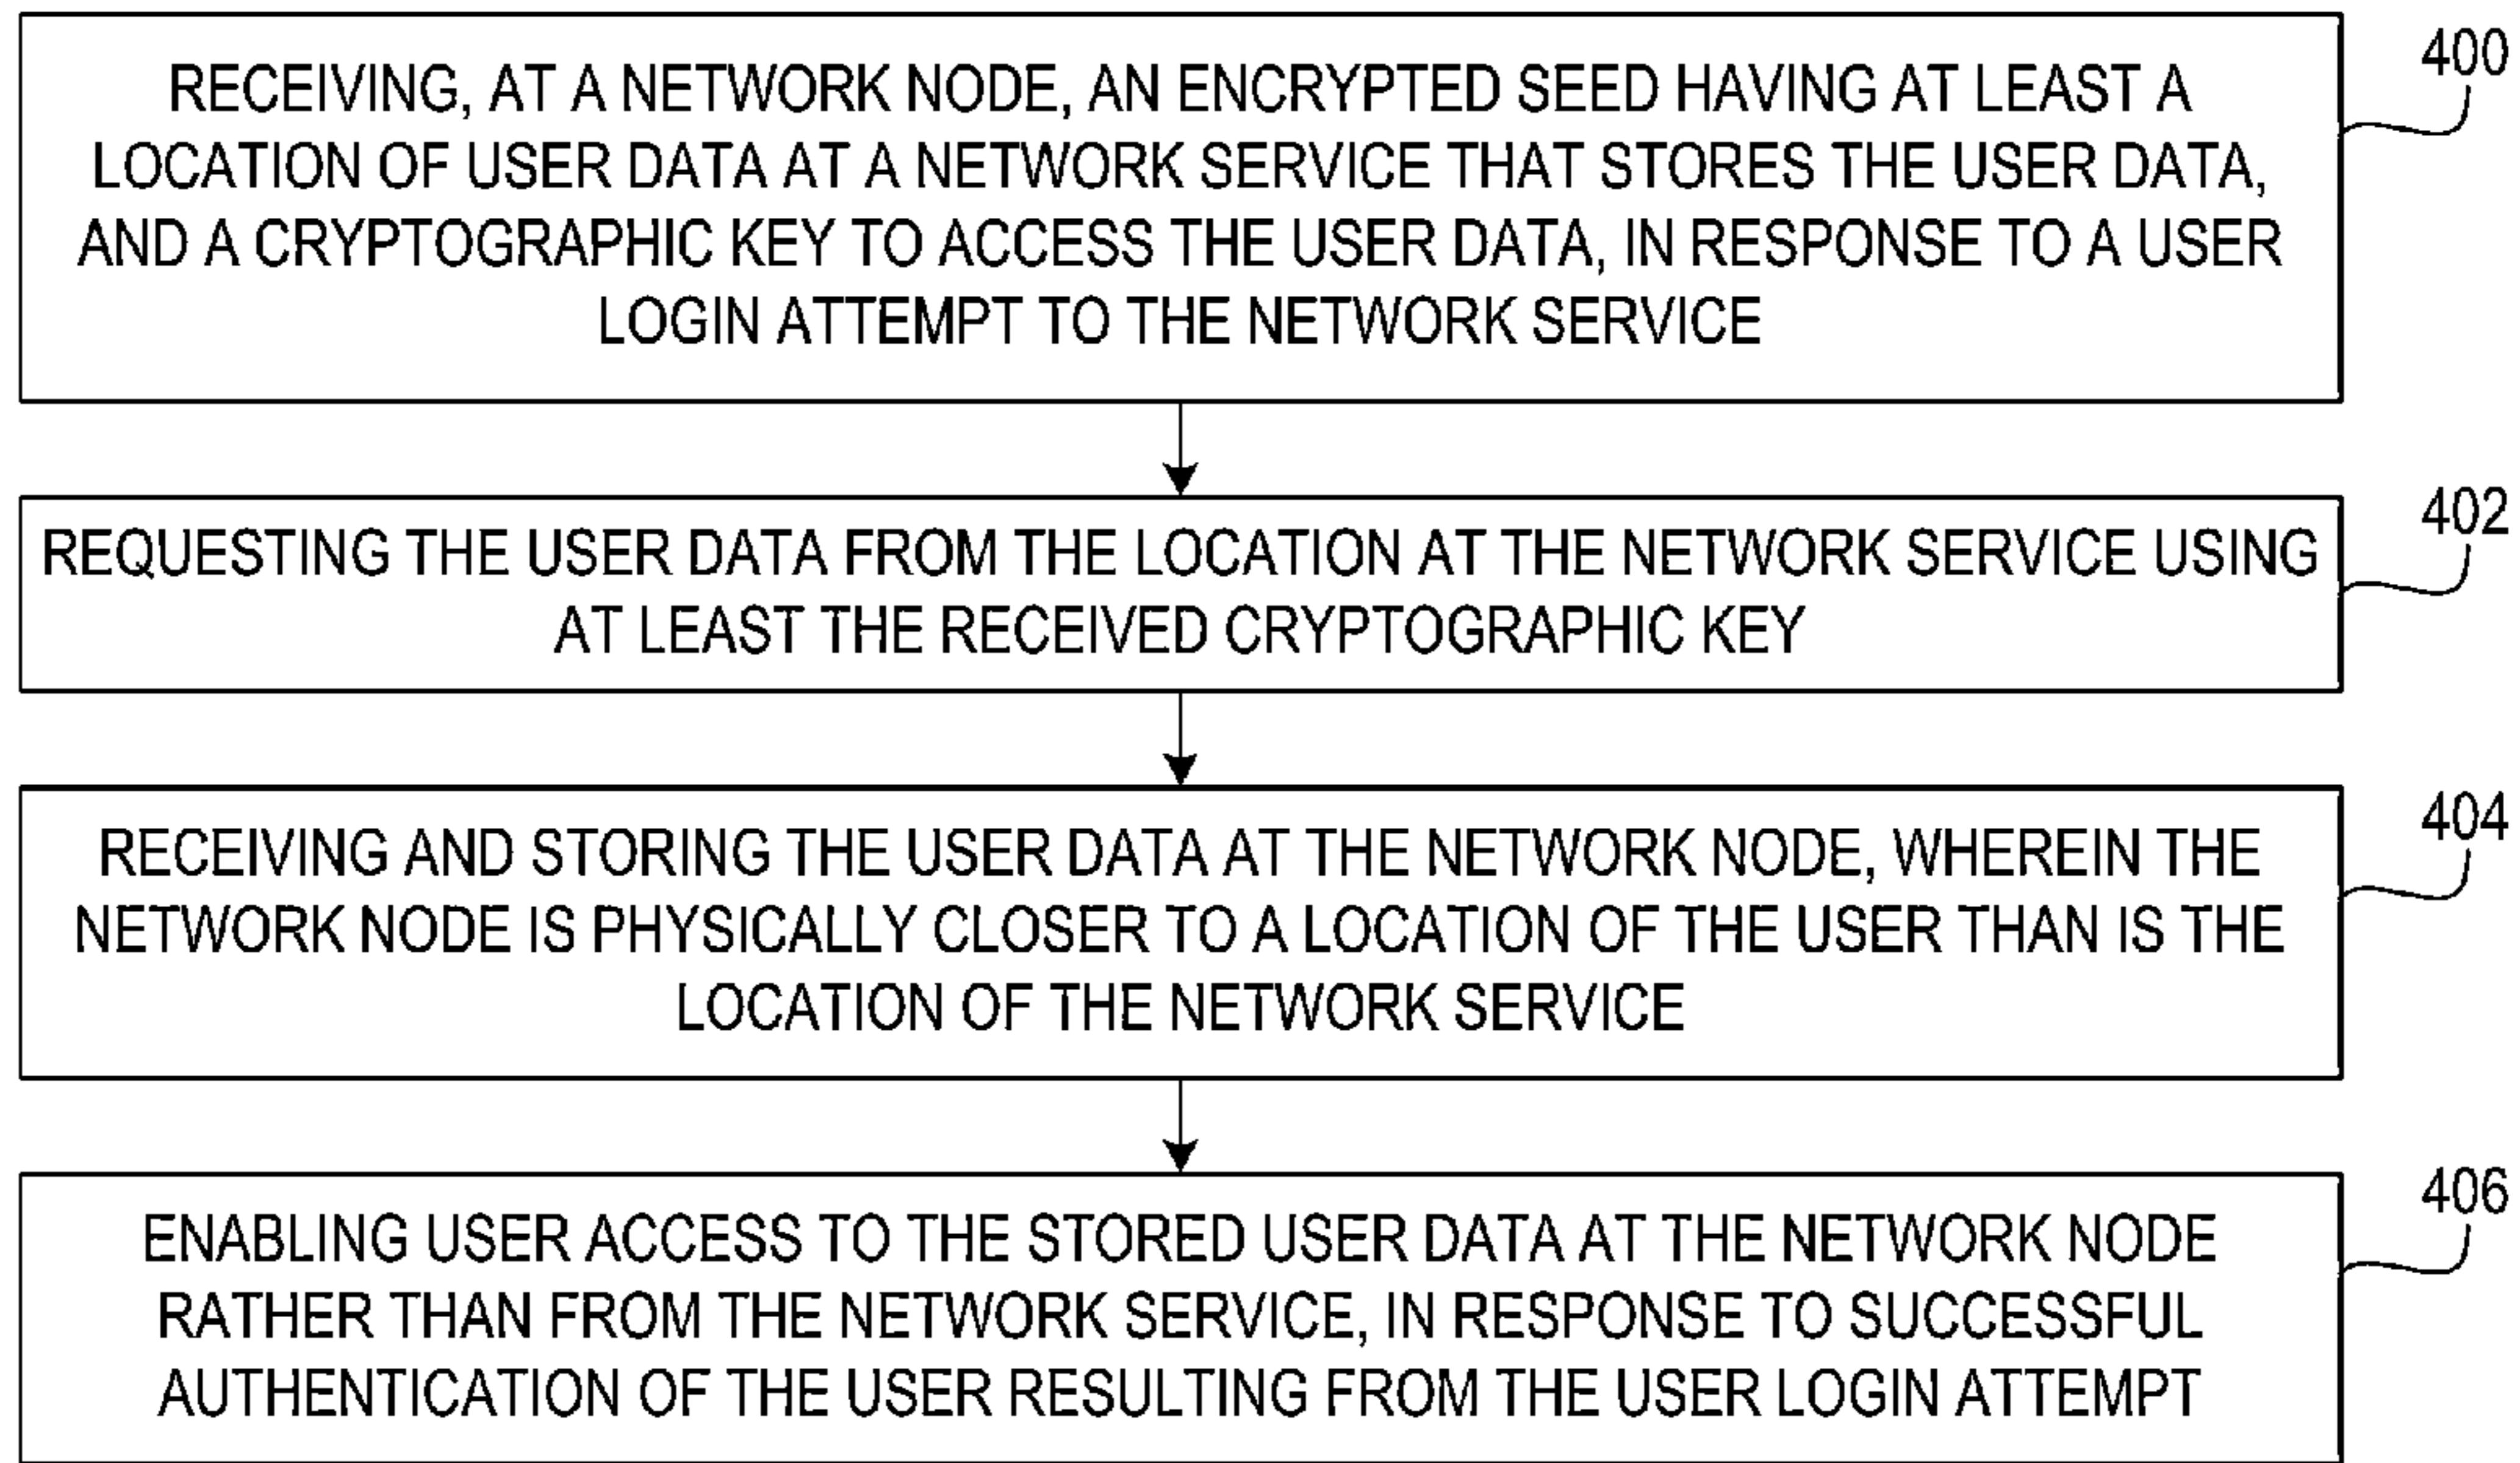 RECEIVING, AT A NETWORK NODE, AN ENCRYPTED SEED HAVING AT LEAST A
LOCATION OF USER DATA AT A NETWORK SERVICE THAT STORES THE USER DATA,
AND A CRYPTOGRAPHIC KEY TO ACCESS THE USER DATA, IN RESPONSE TO A USER
LOGIN ATTEMPT TO THE NETWORK SERVICE
400
REQUESTING THE USER DATA FROM THE LOCATION AT THE NETWORK SERVICE USING
AT LEAST THE RECEIVED CRYPTOGRAPHIC KEY
402
RECEIVING AND STORING THE USER DATA AT THE NETWORK NODE, WHEREIN THE
NETWORK NODE IS PHYSICALLY CLOSER TO A LOCATION OF THE USER THAN IS THE
LOCATION OF THE NETWORK SERVICE
404
ENABLING USER ACCESS TO THE STORED USER DATA AT THE NETWORK NODE
RATHER THAN FROM THE NETWORK SERVICE, IN RESPONSE TO SUCCESSFUL
AUTHENTICATION OF THE USER RESULTING FROM THE USER LOGIN ATTEMPT
406